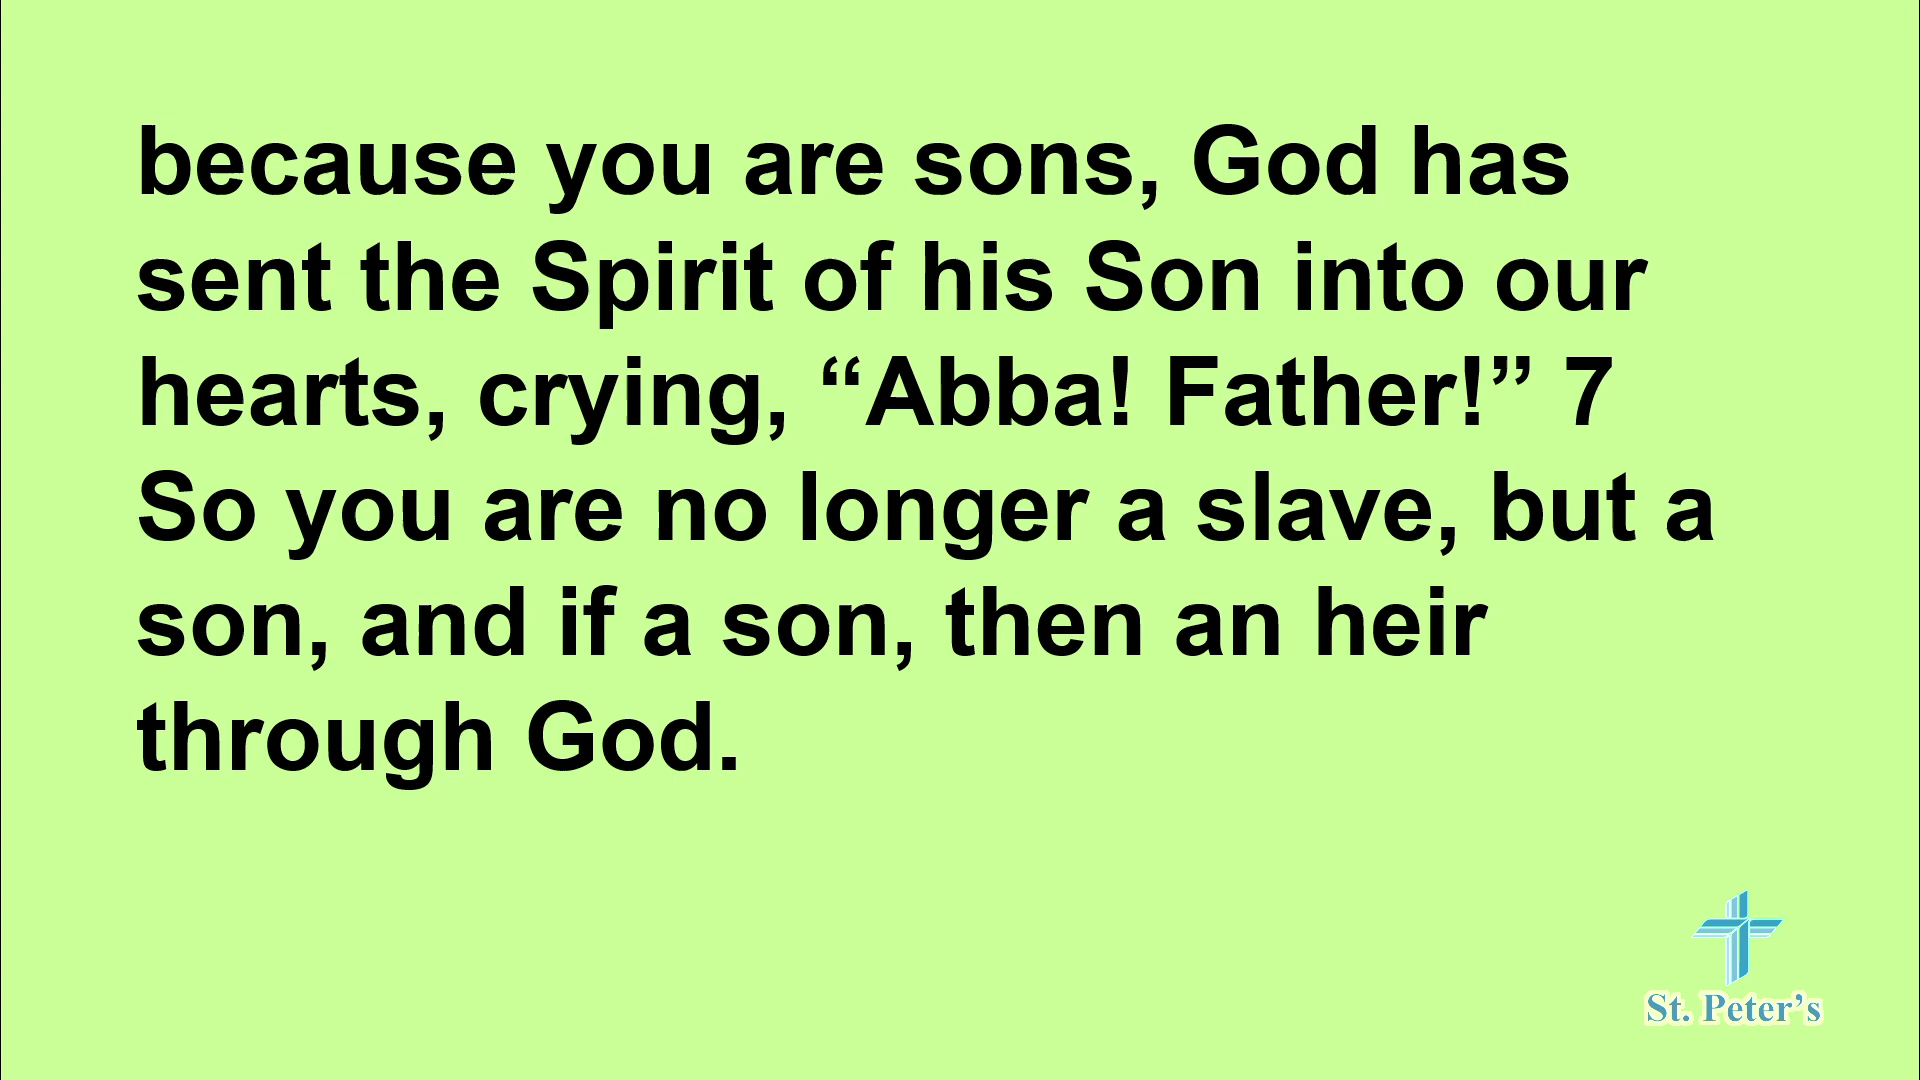 because you are sons, God has
sent the Spirit of his Son into our
hearts, crying, “Abba! Father!” 7
So you are no longer a slave, but a
son, and if a son, then an heir
through God.
St. Peter’s